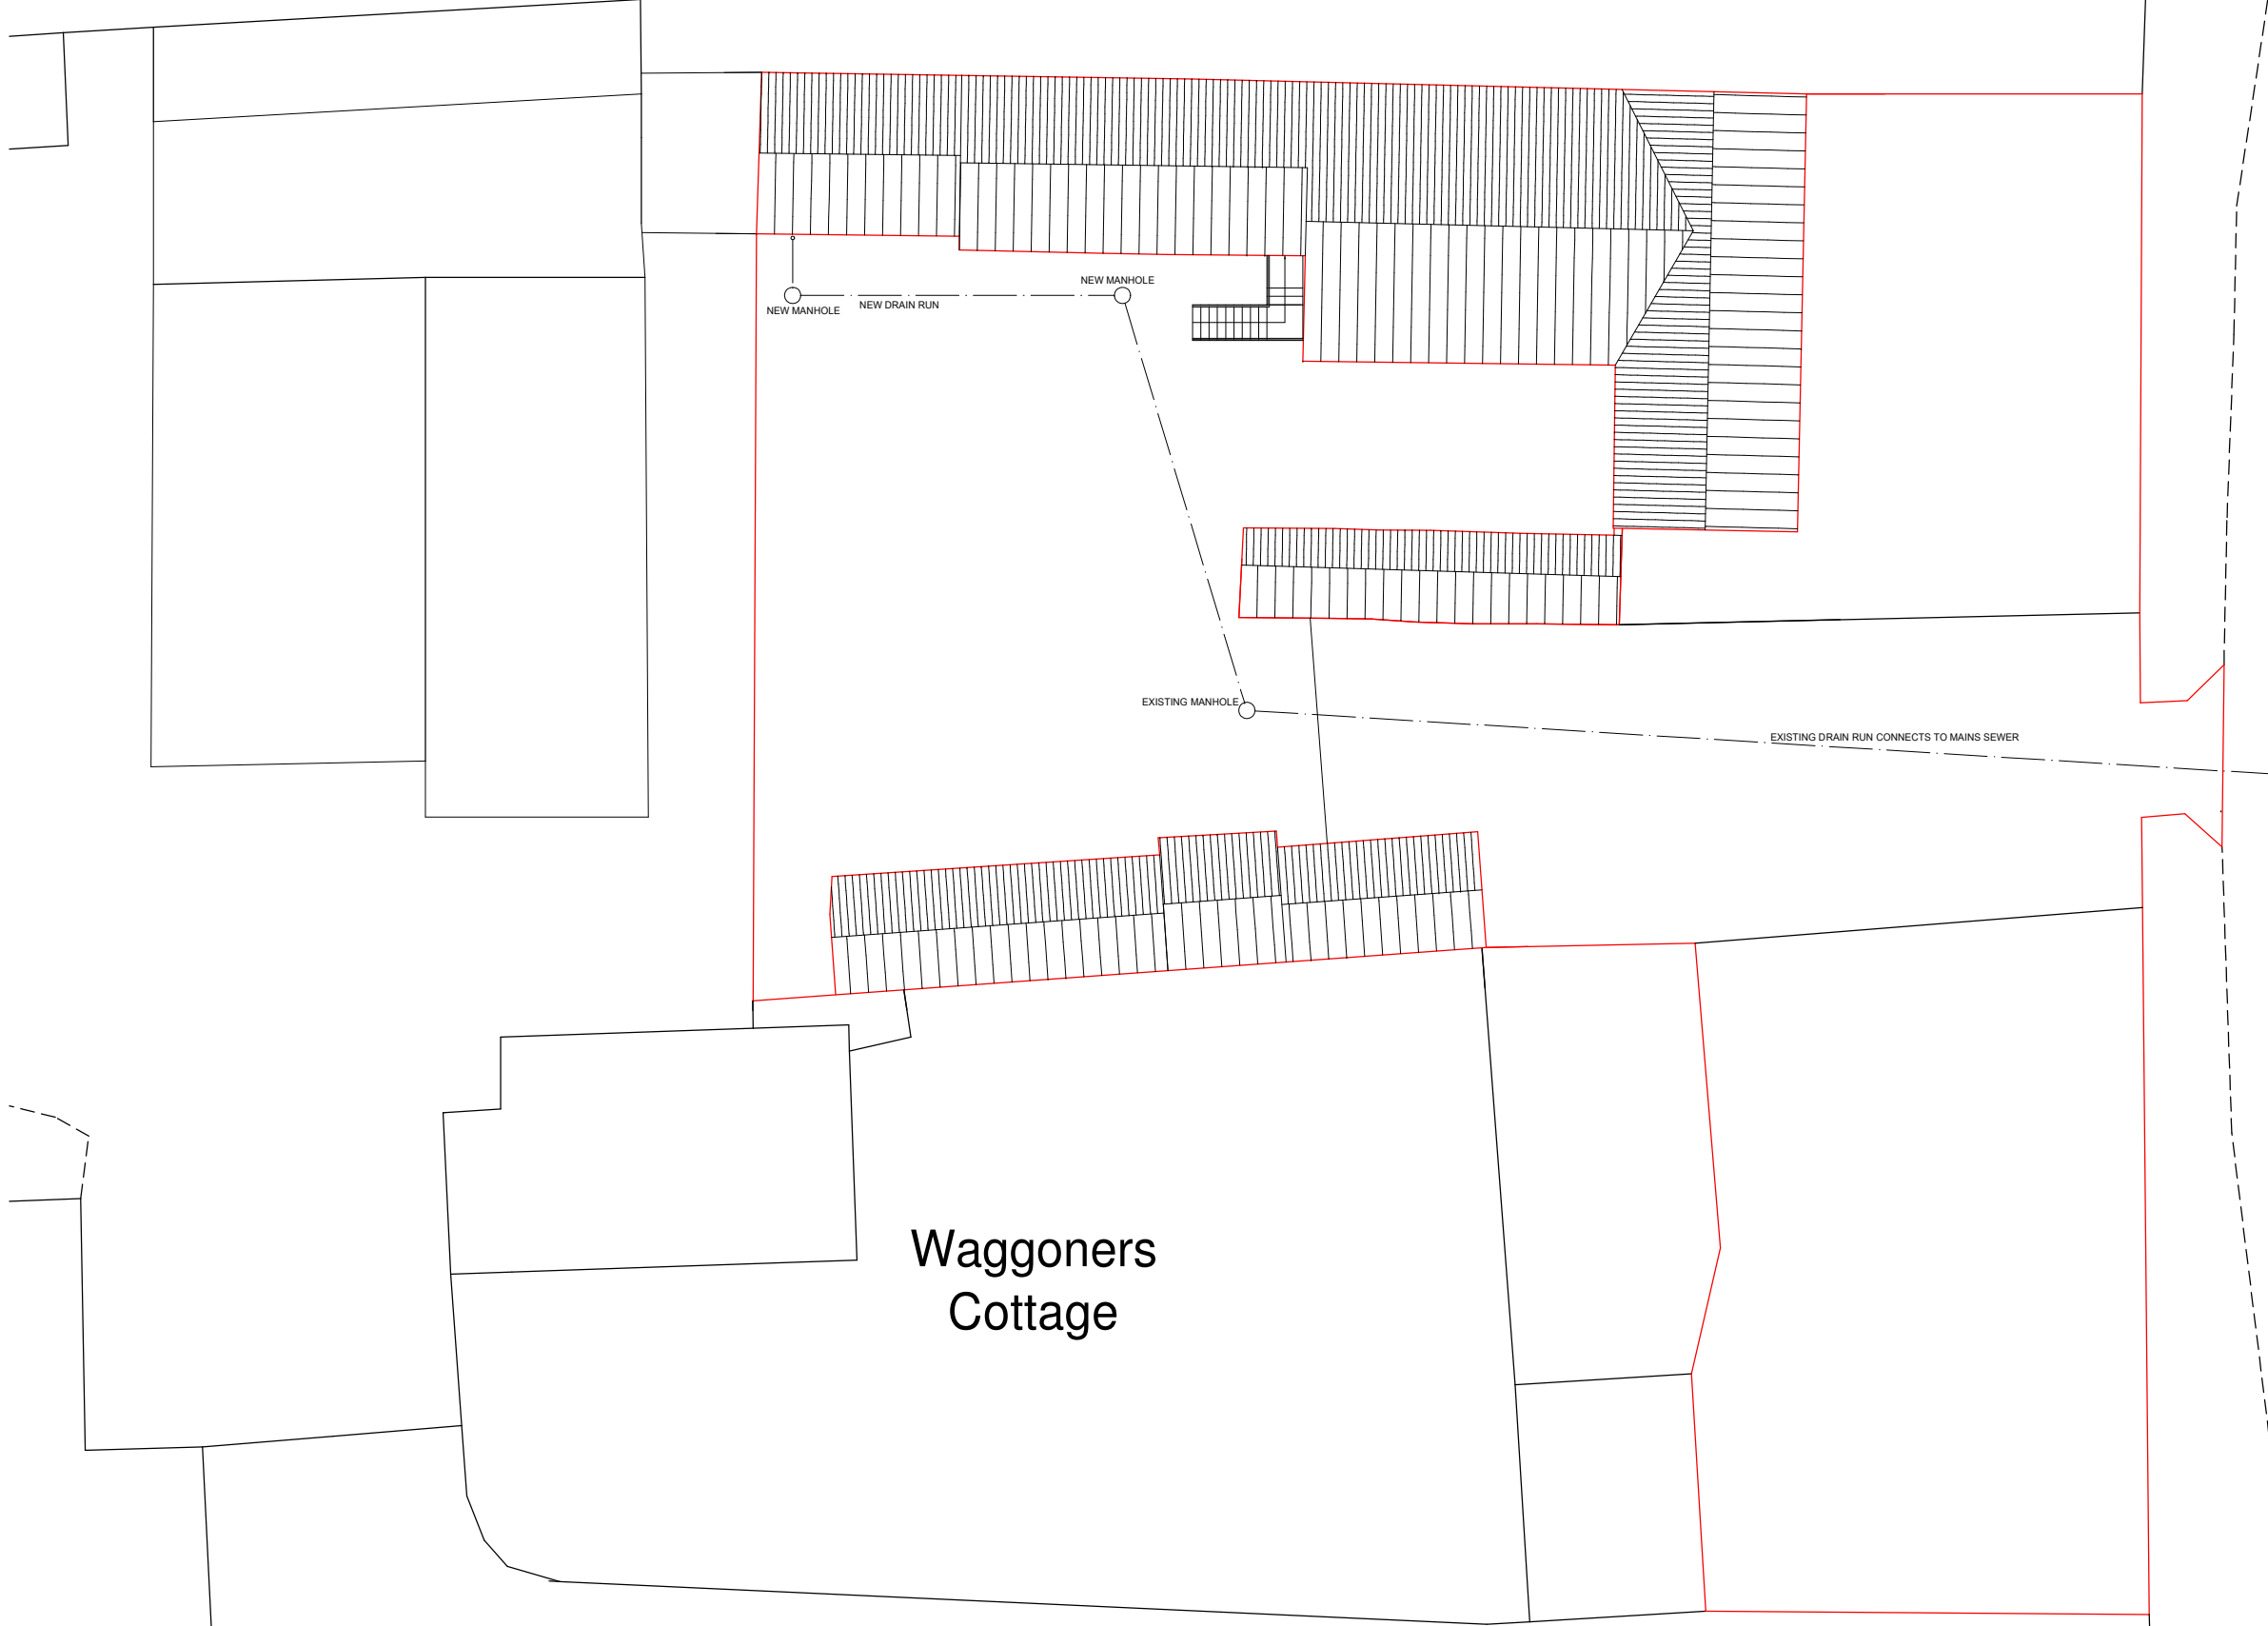 NEW MANHOLE
NEW MANHOLE
NEW DRAIN RUN
EXISTING MANHOLE
EXISTING DRAIN RUN CONNECTS TO MAINS SEWER
Waggoners
Cottage